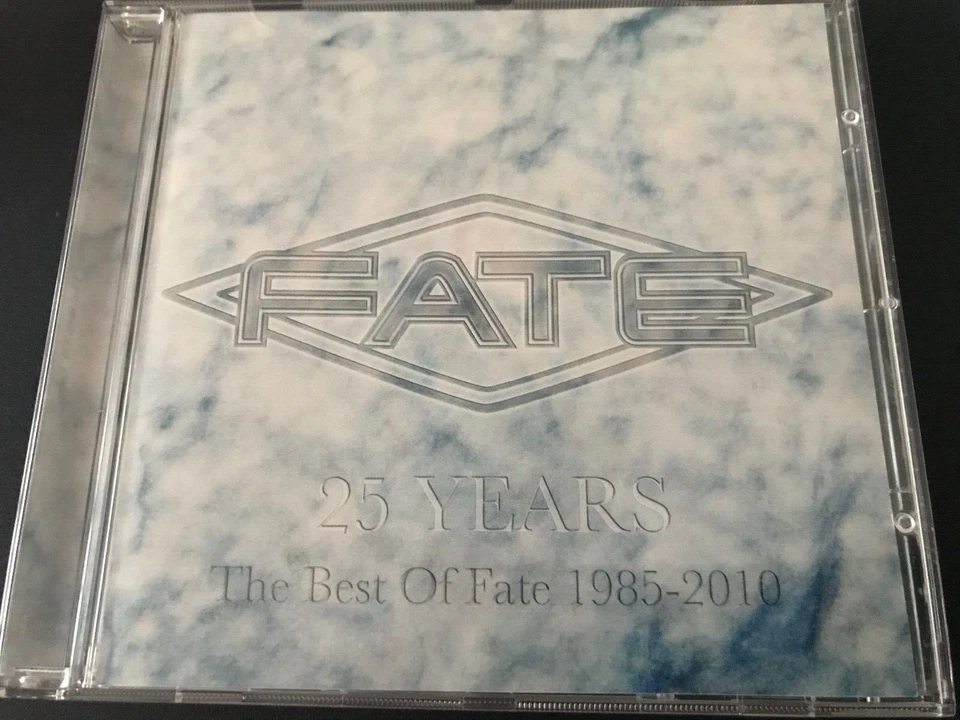 FATE
25 YEARS
The Best Of Fate 1985-2010